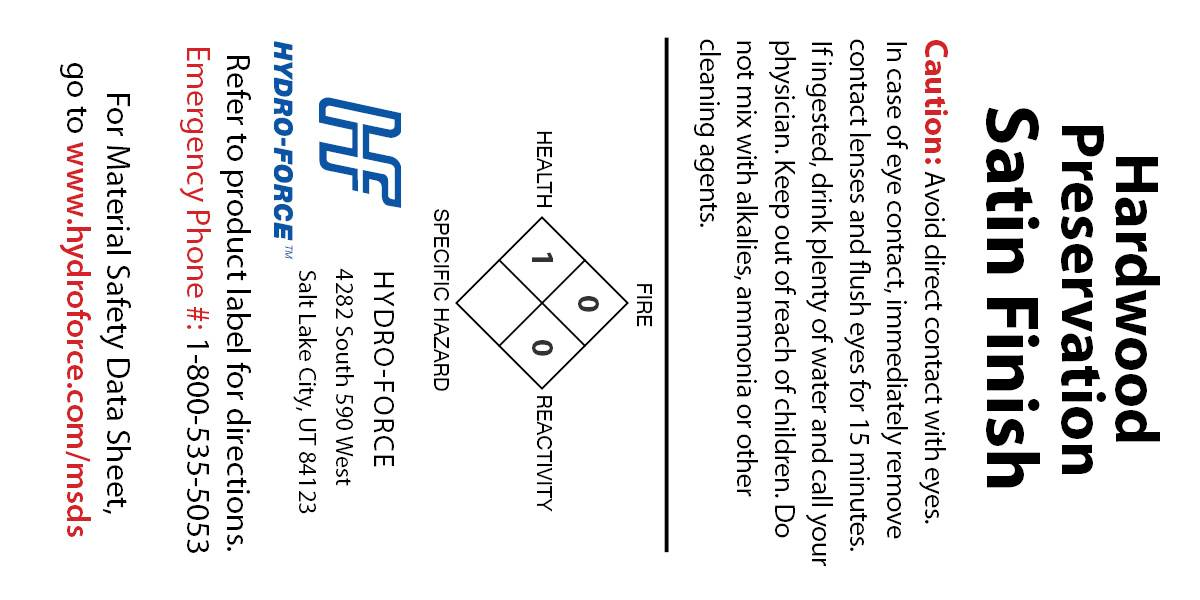 Hardwood
Preservation
Satin Finish
Caution: Avoid direct contact with eyes.
In case of eye contact, immediately remove
contact lenses and flush eyes for 15 minutes.
If ingested, drink plenty of water and call your
physician. Keep out of reach of children. Do
not mix with alkalies, ammonia or other
cleaning agents.
FIRE
0
HEALTH 1 0 REACTIVITY
SPECIFIC HAZARD
HF
HYDRO-FORCE™
HYDRO-FORCE
4282 South 590 West
Salt Lake City, UT 84123
Refer to product label for directions.
Emergency Phone #: 1-800-535-5053
For Material Safety Data Sheet,
go to www.hydroforce.com/msds